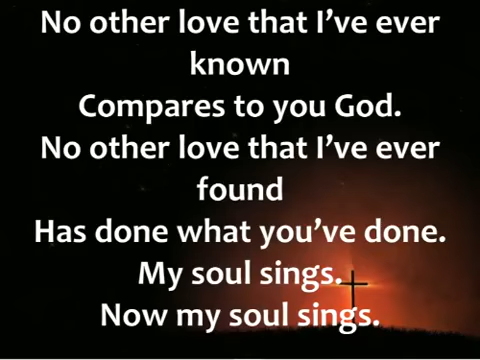 No other love that I’ve ever
known
Compares to you God.
No other love that I’ve ever
found
Has done what you’ve done.
My soul sings.
Now my soul sings.